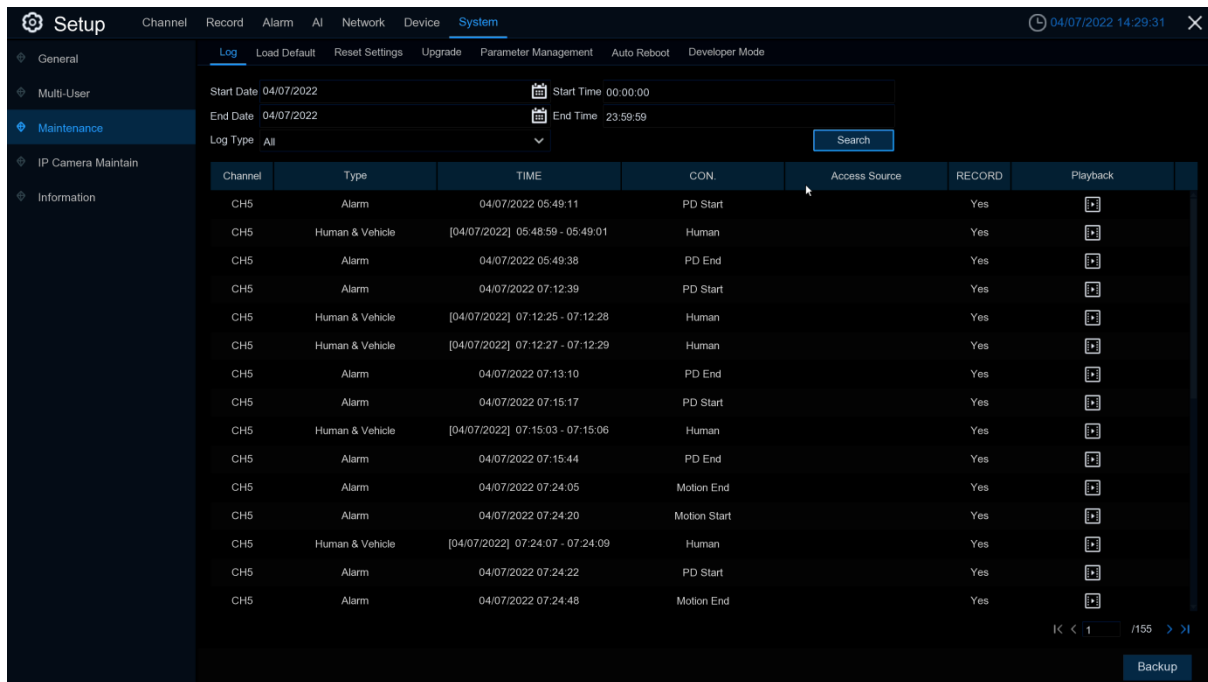 Setup Channel Record Alarm AI Network Device System 04/07/2022 14:29:31
General
Multi-User
Maintenance
IP Camera Maintain
Information
Log Load Default Reset Settings Upgrade Parameter Management Auto Reboot Developer Mode
Start Date 04/07/2022 Start Time 00:00:00
End Date 04/07/2022 End Time 23:59:59
Log Type All Search
Channel Type TIME CON. Access Source RECORD Playback
CH5 Alarm 04/07/2022 05:49:11 PD Start Yes
CH5 Human & Vehicle [04/07/2022] 05:48:59 - 05:49:01 Human Yes
CH5 Alarm 04/07/2022 05:49:38 PD End Yes
CH5 Alarm 04/07/2022 07:12:39 PD Start Yes
CH5 Human & Vehicle [04/07/2022] 07:12:25 - 07:12:28 Human Yes
CH5 Human & Vehicle [04/07/2022] 07:12:27 - 07:12:29 Human Yes
CH5 Alarm 04/07/2022 07:13:10 PD End Yes
CH5 Alarm 04/07/2022 07:15:17 PD Start Yes
CH5 Human & Vehicle [04/07/2022] 07:15:03 - 07:15:06 Human Yes
CH5 Alarm 04/07/2022 07:15:44 PD End Yes
CH5 Alarm 04/07/2022 07:24:05 Motion End Yes
CH5 Alarm 04/07/2022 07:24:20 Motion Start Yes
CH5 Human & Vehicle [04/07/2022] 07:24:07 - 07:24:09 Human Yes
CH5 Alarm 04/07/2022 07:24:22 PD Start Yes
CH5 Alarm 04/07/2022 07:24:48 Motion End Yes
1 /155
Backup